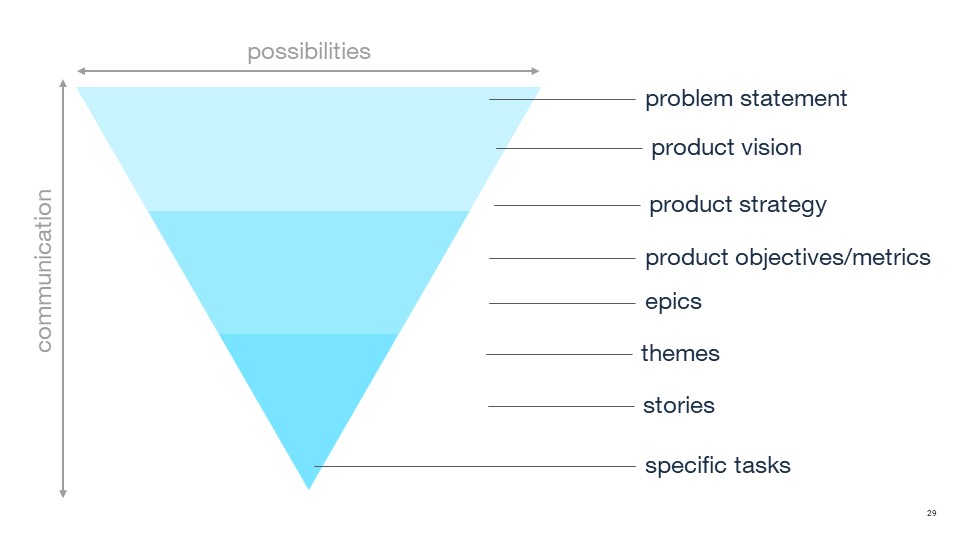 possibilities
communication
problem statement
product vision
product strategy
product objectives/metrics
epics
themes
stories
specific tasks
29